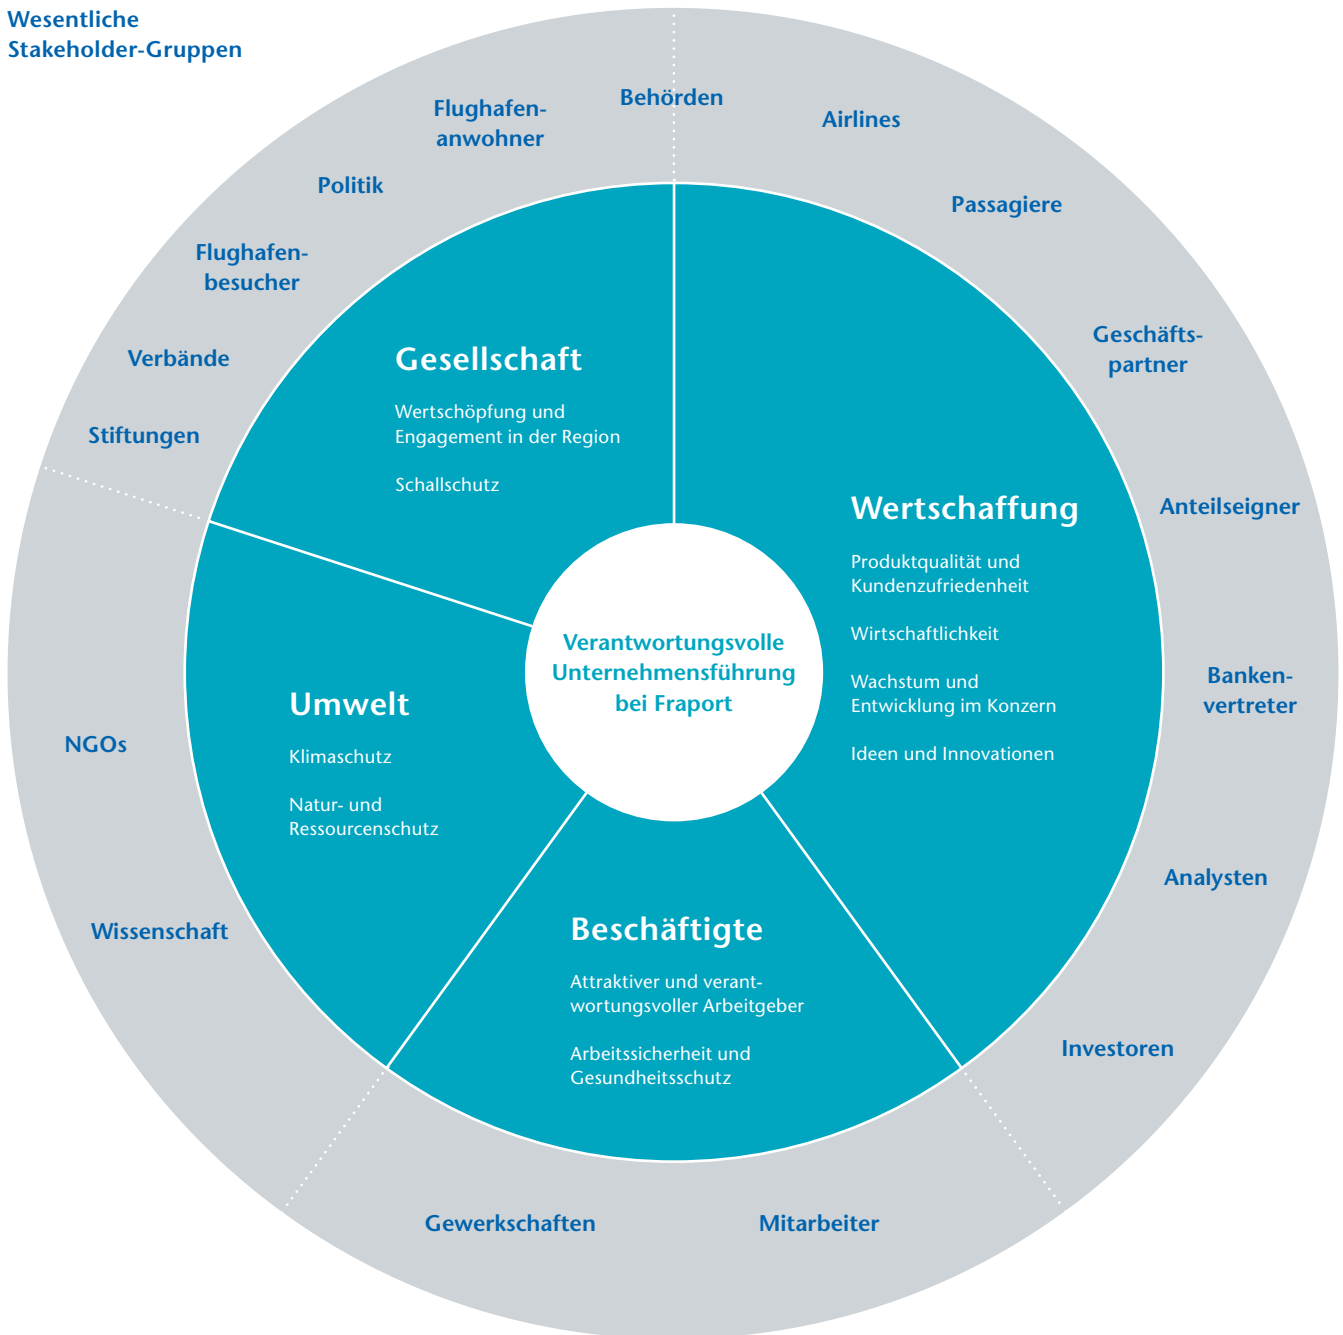 Wesentliche
Stakeholder-Gruppen
Behörden
Airlines
Passagiere
Geschäfts-
partner
Anteilseigner
Banken-
vertreter
Analysten
Investoren
Mitarbeiter
Gewerkschaften
Wissenschaft
NGOs
Stiftungen
Verbände
Flughafen-
besucher
Politik
Flughafen-
anwohner
Gesellschaft
Wertschöpfung und
Engagement in der Region
Schallschutz
Wertschaffung
Produktqualität und
Kundenzufriedenheit
Wirtschaftlichkeit
Wachstum und
Entwicklung im Konzern
Ideen und Innovationen
Verantwortungsvolle
Unternehmensführung
bei Fraport
Umwelt
Klimaschutz
Natur- und
Ressourcenschutz
Beschäftigte
Attraktiver und verant-
wortungsvoller Arbeitgeber
Arbeitssicherheit und
Gesundheitsschutz